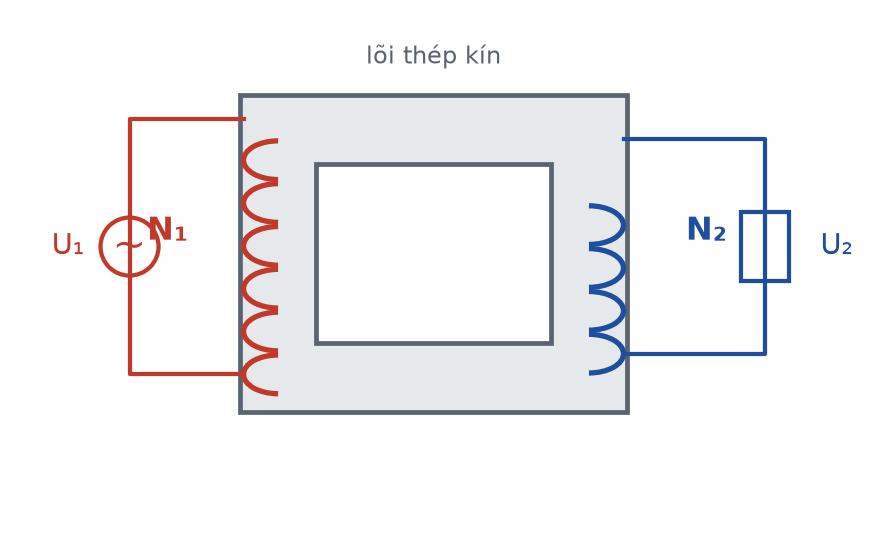 lõi thép kín
U₁
~
N₁
N₂
U₂